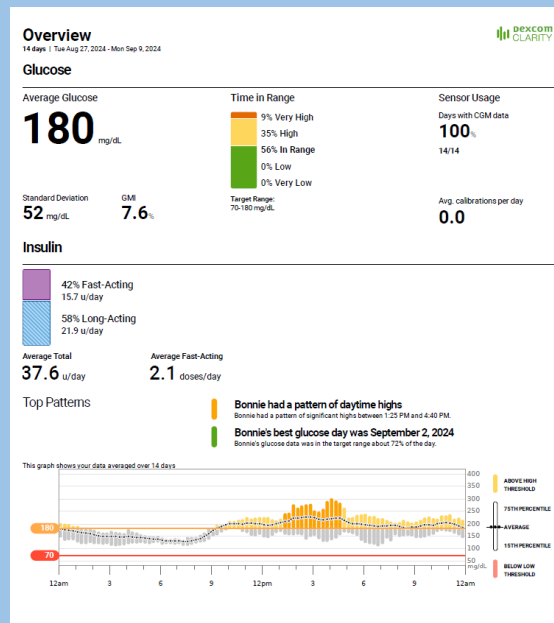 Overview
14 days | Tue Aug 27, 2024 - Mon Sep 9, 2024
Dexcom
CLARITY
Glucose
Average Glucose
180 mg/dL
Standard Deviation
52 mg/dL
GMI
7.6%
Time in Range
9% Very High
35% High
56% In Range
0% Low
0% Very Low
Target Range:
70-180 mg/dL
Sensor Usage
Days with CGM data
100%
14/14
Avg. calibrations per day
0.0
Insulin
42% Fast-Acting
15.7 u/day
58% Long-Acting
21.9 u/day
Average Total
37.6 u/day
Average Fast-Acting
2.1 doses/day
Top Patterns
Bonnie had a pattern of daytime highs
Bonnie had a pattern of significant highs between 1:25 PM and 4:40 PM.
Bonnie's best glucose day was September 2, 2024
Bonnie's glucose data was in the target range about 72% of the day.
This graph shows your data averaged over 14 days
180
70
400
350
300
250
200
150
100
50
mg/dL
12am 3 6 9 12pm 3 6 9 12am
ABOVE HIGH
THRESHOLD
75TH PERCENTILE
AVERAGE
15TH PERCENTILE
BELOW LOW
THRESHOLD